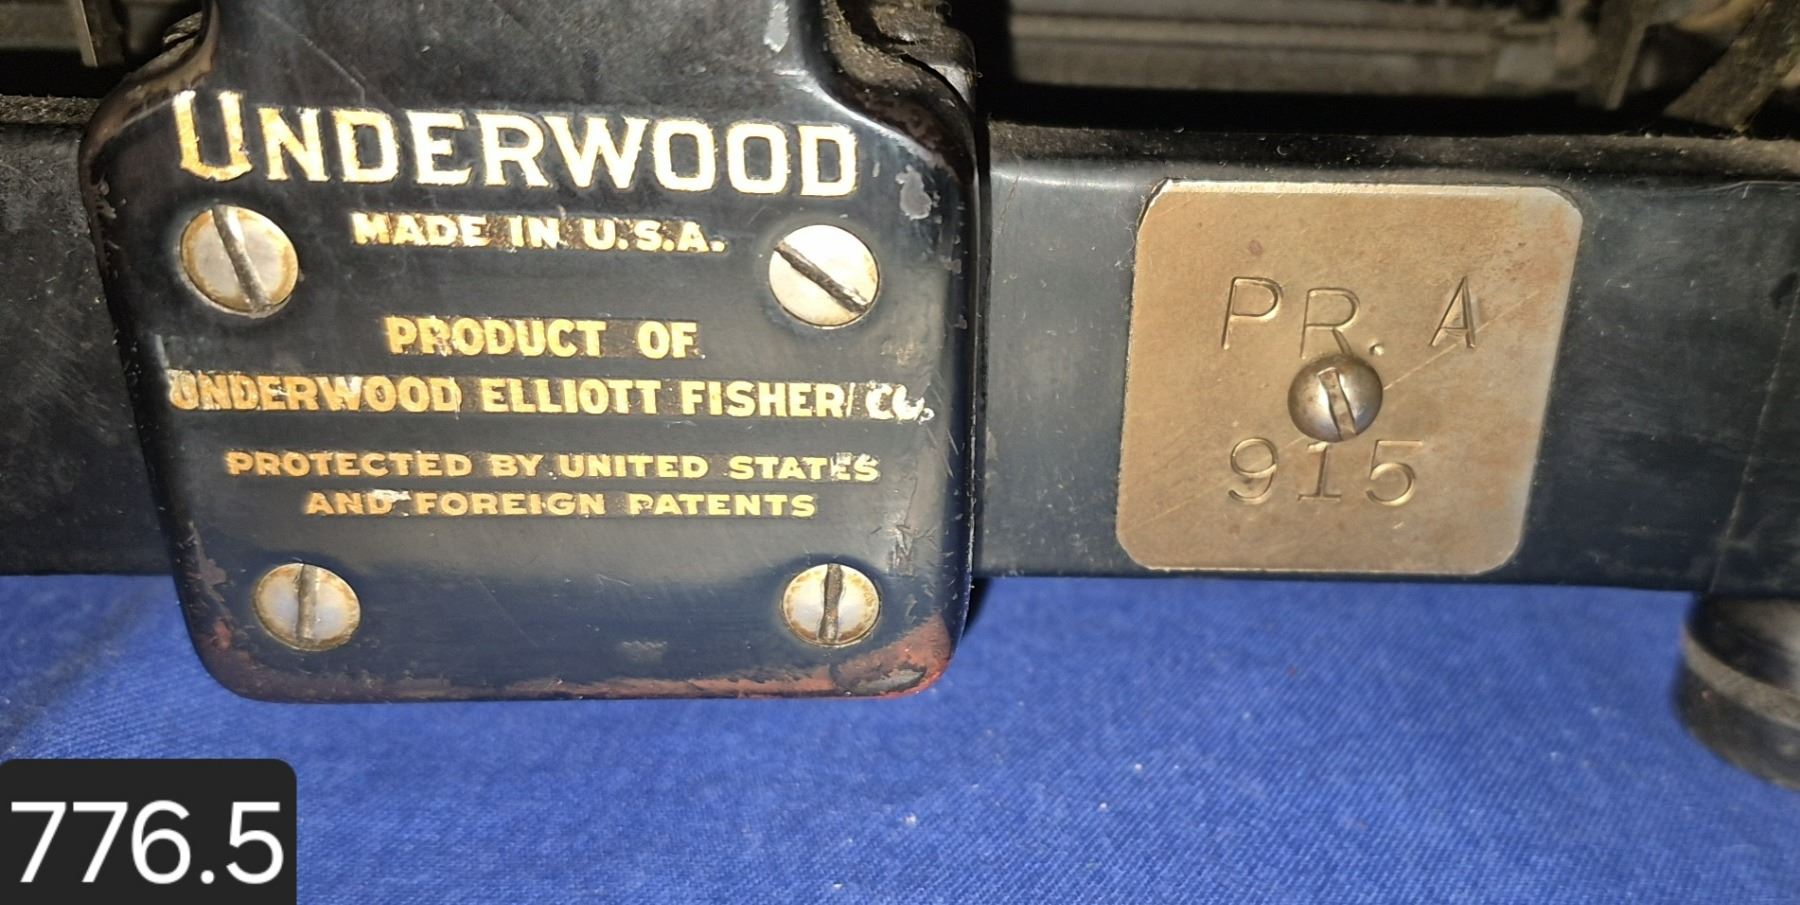 UNDERWOOD
MADE IN U.S.A.
PRODUCT OF
UNDERWOOD ELLIOTT FISHER CO.
PROTECTED BY UNITED STATES
AND FOREIGN PATENTS
PR. A
915
776.5